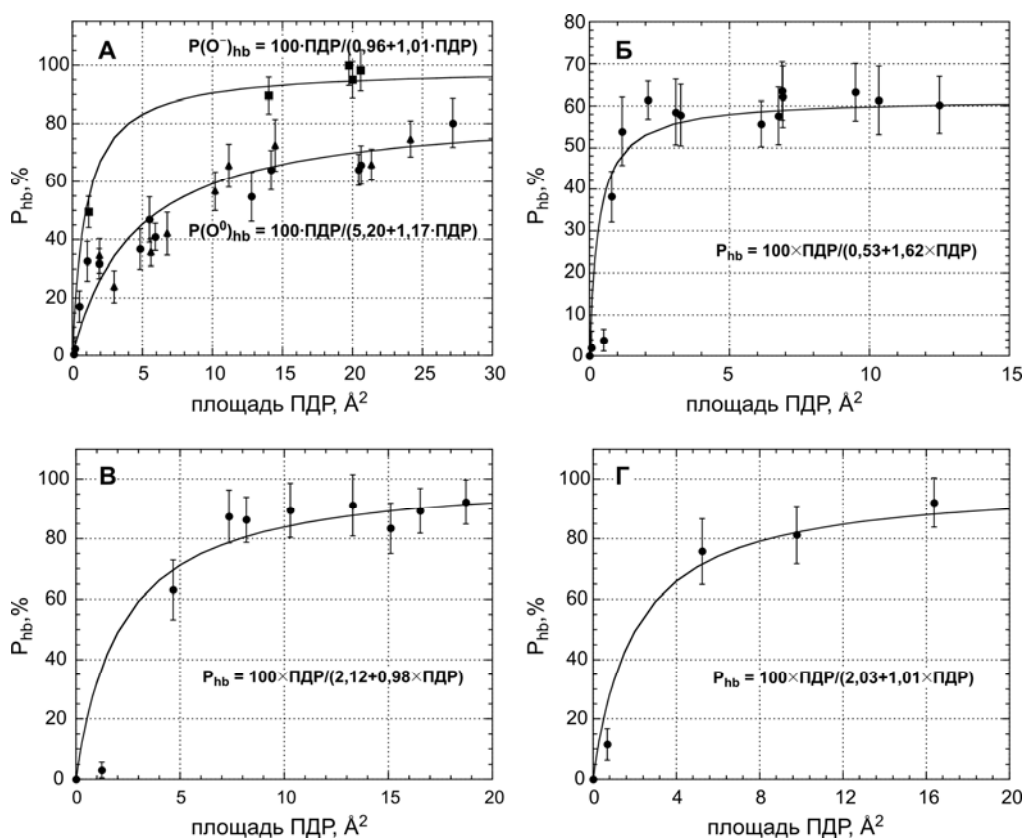 А
P(O⁻)hb = 100·ПДР/(0,96+1,01·ПДР)
P(O⁰)hb = 100·ПДР/(5,20+1,17·ПДР)
Phb, %
120
100
80
60
40
20
0
0 5 10 15 20 25 30
площадь ПДР, Å²
Б
Phb = 100×ПДР/(0,53+1,62×ПДР)
Phb, %
80
70
60
50
40
30
20
10
0
0 5 10 15
площадь ПДР, Å²
В
Phb = 100×ПДР/(2,12+0,98×ПДР)
Phb, %
100
80
60
40
20
0
0 5 10 15 20
площадь ПДР, Å²
Г
Phb = 100×ПДР/(2,03+1,01×ПДР)
Phb, %
100
80
60
40
20
0
0 4 8 12 16 20
площадь ПДР, Å²